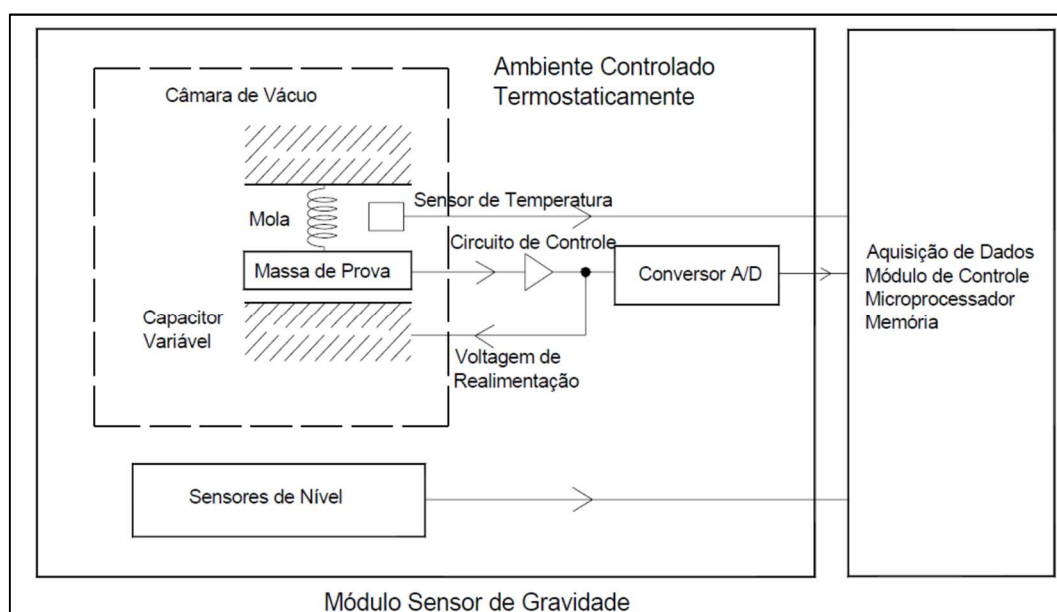 Ambiente Controlado
Termostaticamente
Câmara de Vácuo
Sensor de Temperatura
Mola
Circuito de Controle
Massa de Prova
Conversor A/D
Aquisição de Dados
Módulo de Controle
Microprocessador
Memória
Capacitor
Variável
Voltagem de
Realimentação
Sensores de Nível
Módulo Sensor de Gravidade